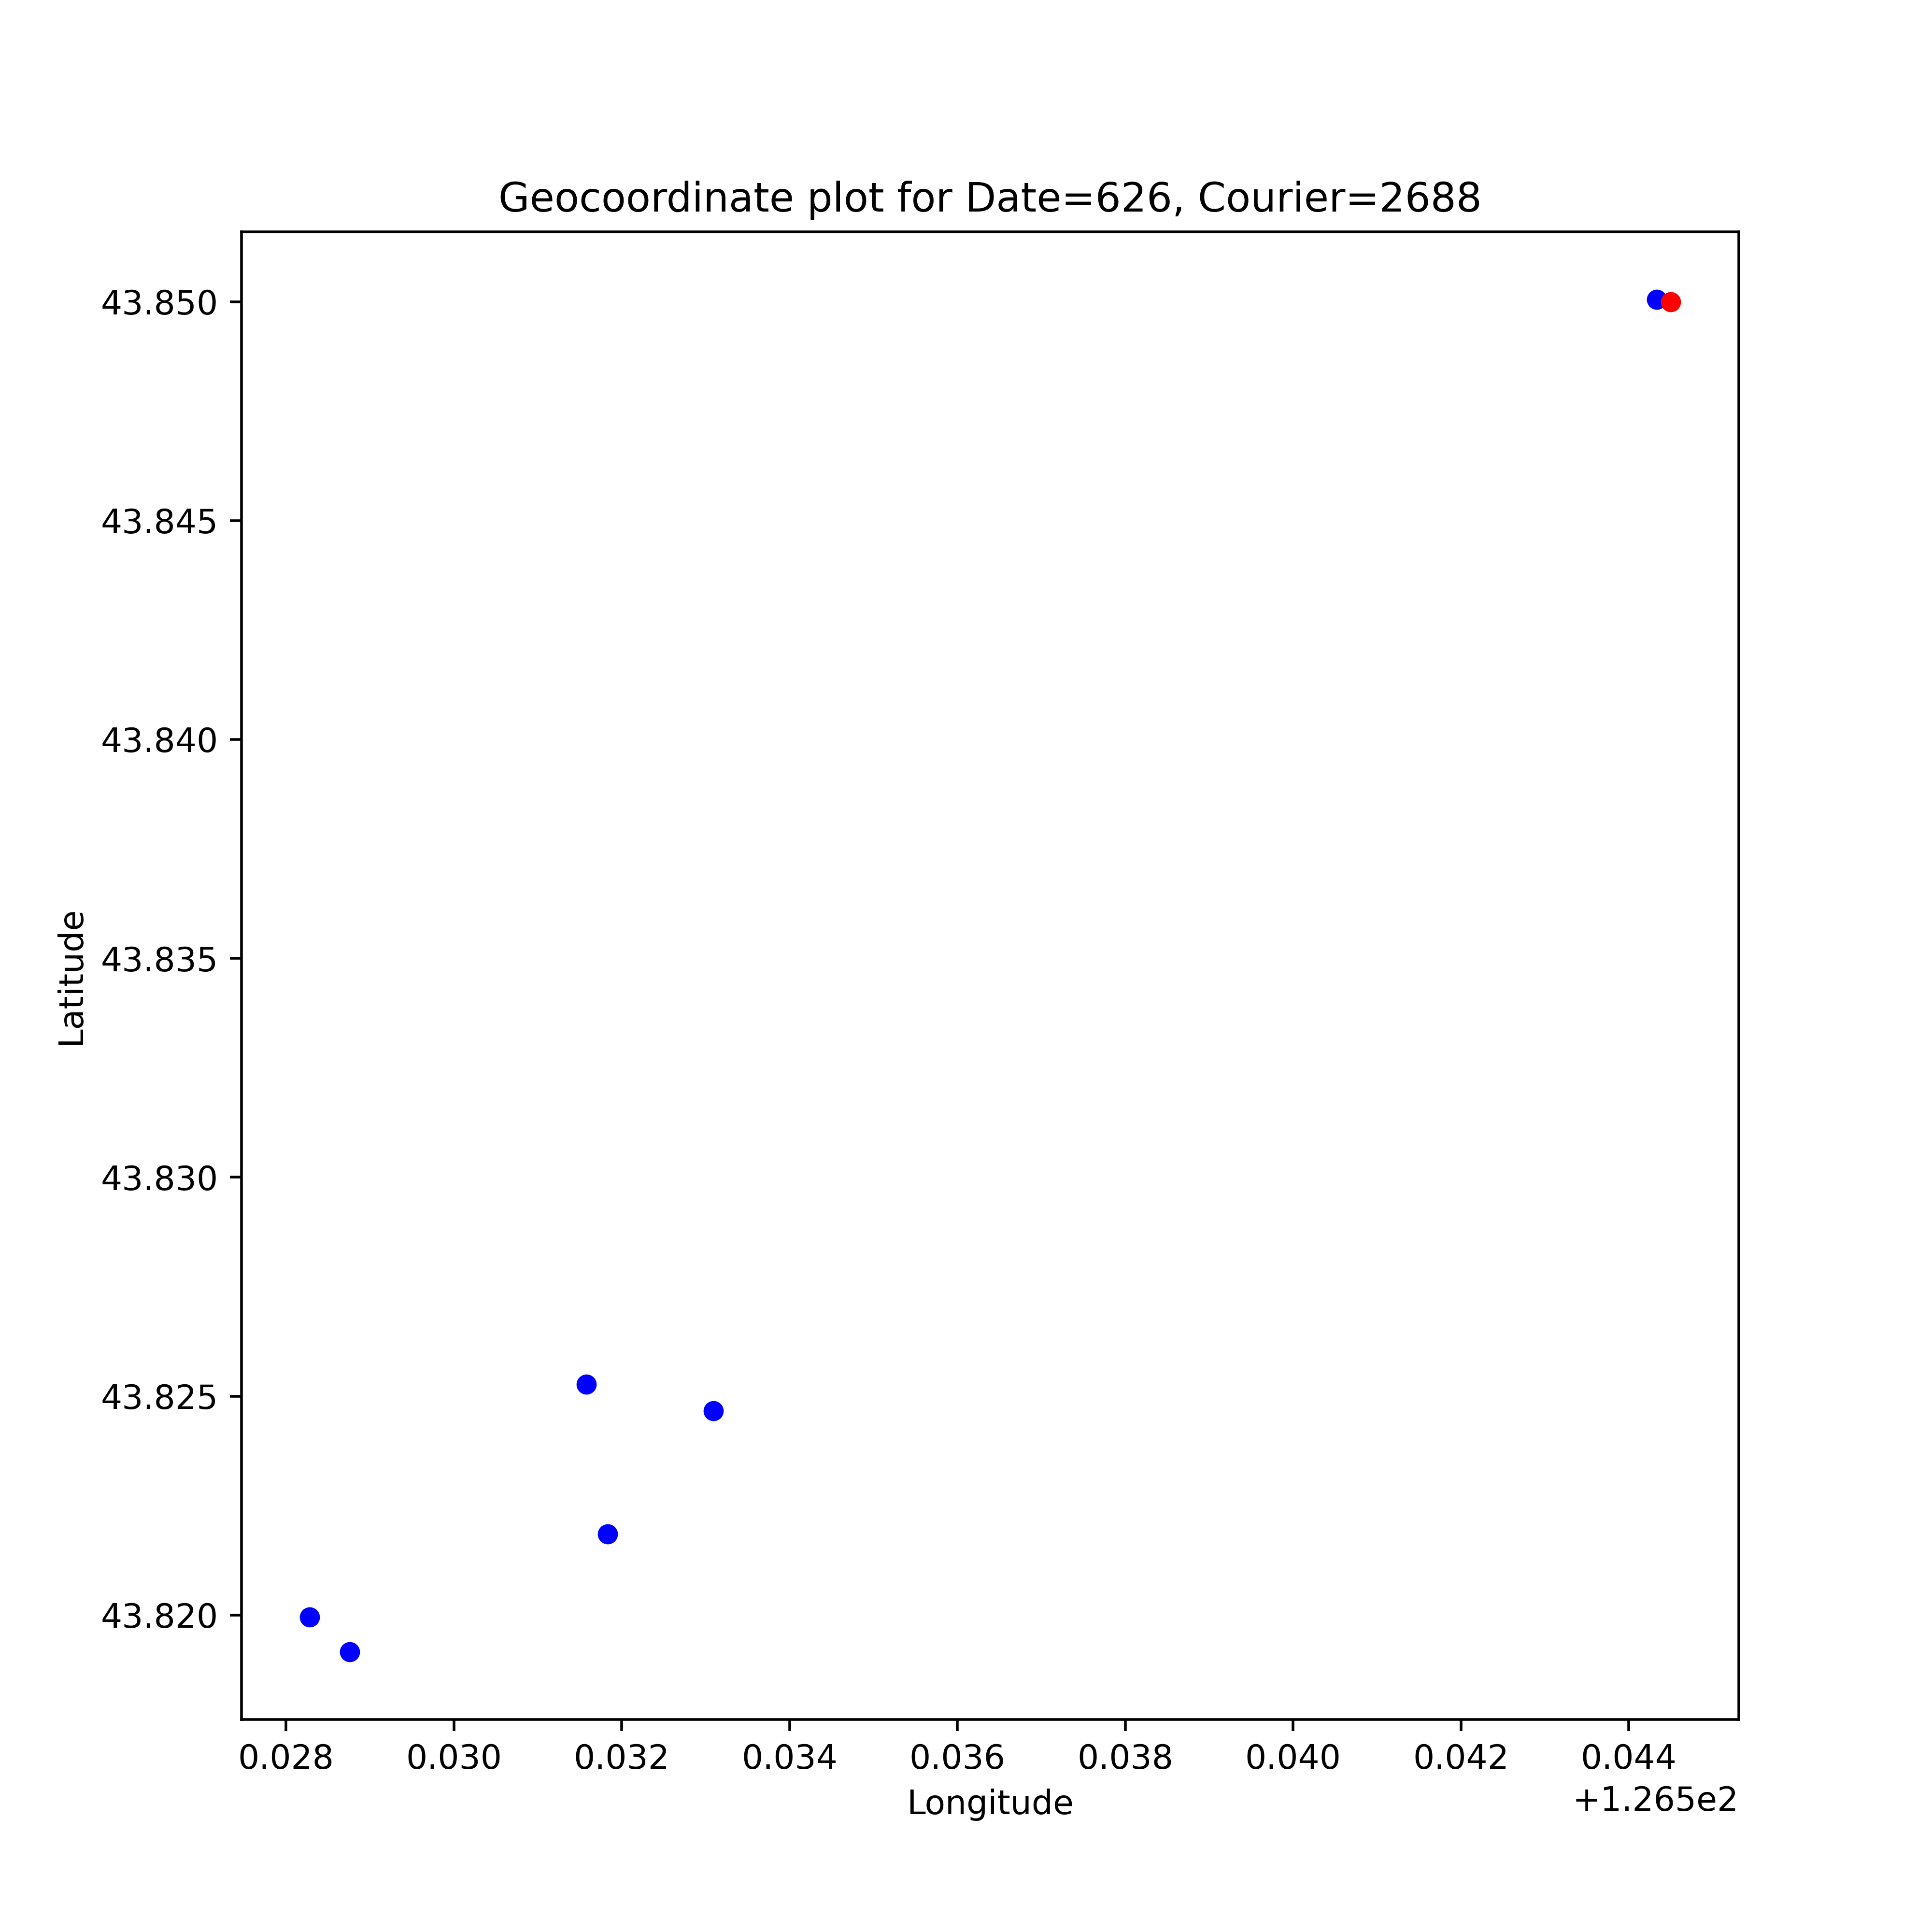 Geocoordinate plot for Date=626, Courier=2688
43.850
43.845
43.840
43.835
43.830
43.825
43.820
Latitude
0.028 0.030 0.032 0.034 0.036 0.038 0.040 0.042 0.044
+1.265e2
Longitude